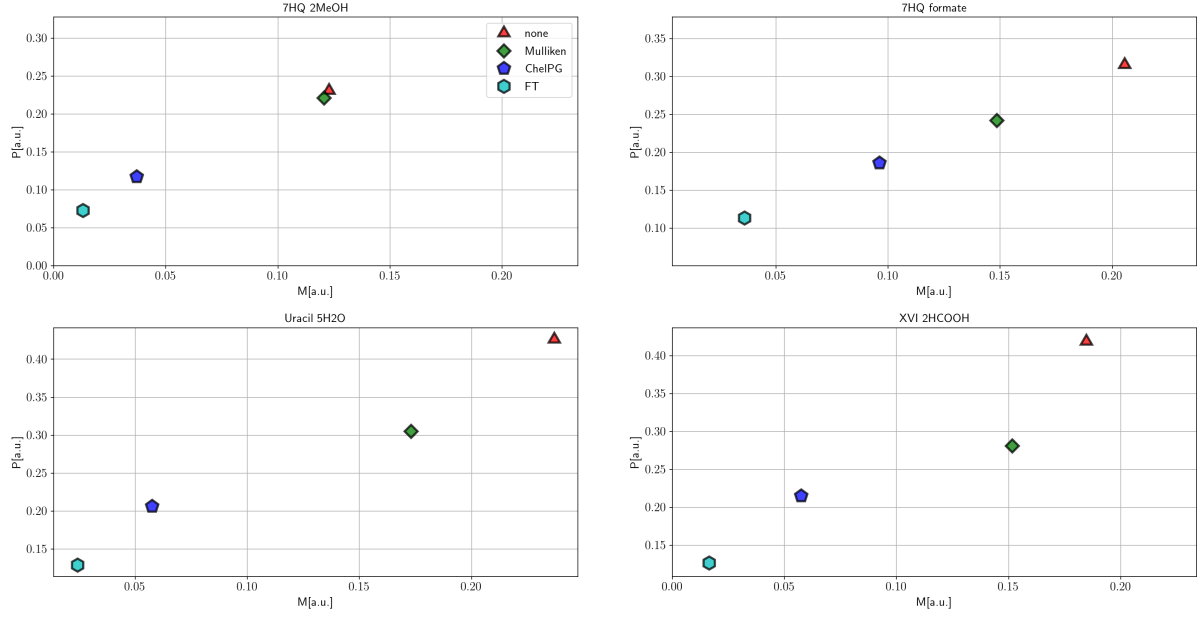 7HQ 2MeOH
0.30
0.25
0.20
0.15
0.10
0.05
0.00
P[a.u.]
0.00 0.05 0.10 0.15 0.20
M[a.u.]
none
Mulliken
ChelPG
FT
7HQ formate
0.35
0.30
0.25
0.20
0.15
0.10
P[a.u.]
0.05 0.10 0.15 0.20
M[a.u.]
Uracil 5H2O
0.40
0.35
0.30
0.25
0.20
0.15
P[a.u.]
0.05 0.10 0.15 0.20
M[a.u.]
XVI 2HCOOH
0.40
0.35
0.30
0.25
0.20
0.15
P[a.u.]
0.00 0.05 0.10 0.15 0.20
M[a.u.]